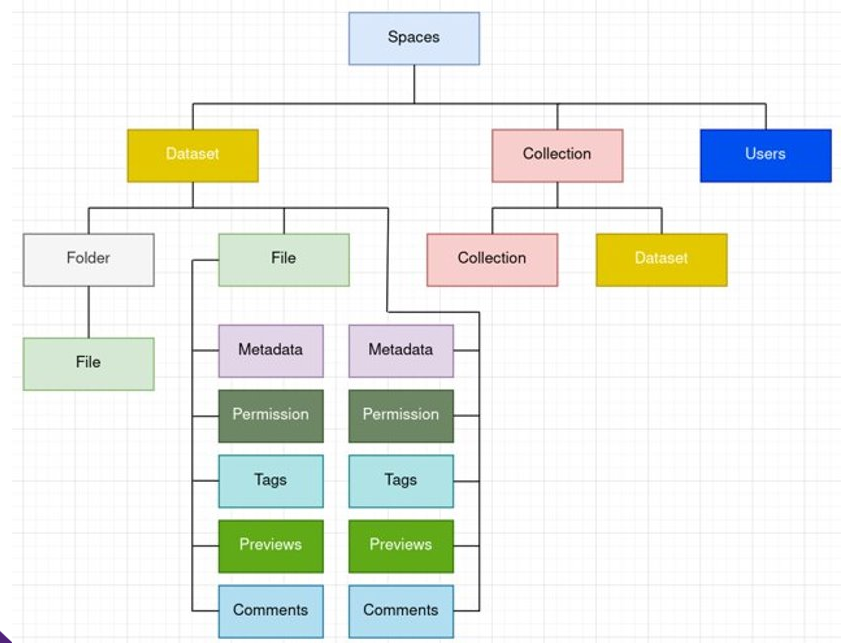 Spaces
Dataset
Collection
Users
Folder
File
Collection
Dataset
File
Metadata
Metadata
Permission
Permission
Tags
Tags
Previews
Previews
Comments
Comments